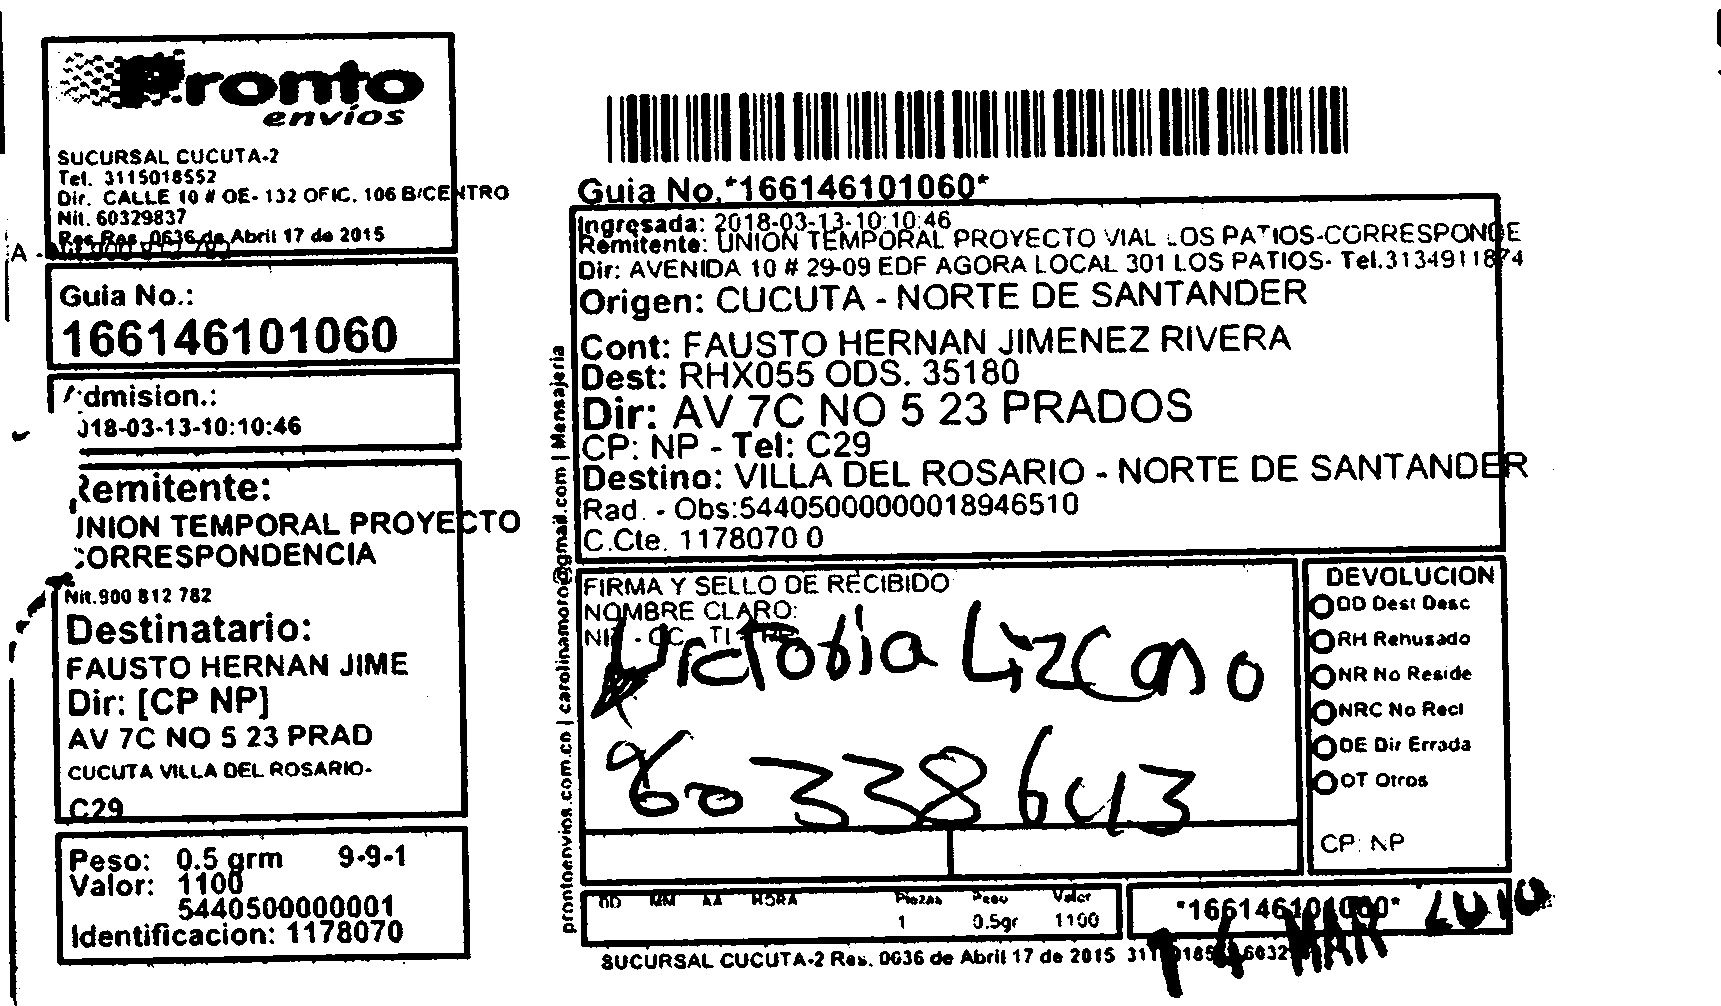 Pronto
envios
SUCURSAL CUCUTA-2
Tel. 3115018552
Dir. CALLE 10 # OE- 132 OFIC. 106 B/CENTRO
Nit. 60329837
Res Res. 0636 de Abril 17 de 2015
Guia No.:
166146101060
dmision.:
018-03-13-10:10:46
Remitente:
UNION TEMPORAL PROYECTO
CORRESPONDENCIA
Nit.900 812 782
Destinatario:
FAUSTO HERNAN JIME
Dir: [CP NP]
AV 7C NO 5 23 PRAD
CUCUTA VILLA DEL ROSARIO-
C29
Peso: 0.5 grm 9-9-1
Valor: 1100
5440500000001
Identificacion: 1178070
prontoenvios.com.co | carolinamoro@gmail.com | Mensajeria
Guia No.*166146101060*
Ingresada: 2018-03-13-10:10:46
Remitente: UNION TEMPORAL PROYECTO VIAL LOS PATIOS-CORRESPONDE
Dir: AVENIDA 10 # 29-09 EDF AGORA LOCAL 301 LOS PATIOS- Tel.3134911874
Origen: CUCUTA - NORTE DE SANTANDER
Cont: FAUSTO HERNAN JIMENEZ RIVERA
Dest: RHX055 ODS. 35180
Dir: AV 7C NO 5 23 PRADOS
CP: NP - Tel: C29
Destino: VILLA DEL ROSARIO - NORTE DE SANTANDER
Rad. - Obs:54405000000018946510
C.Cte. 1178070 0
FIRMA Y SELLO DE RECIBIDO
NOMBRE CLARO:
NIT - CC - TI - RE
Victoria Lizcano
60338643
DEVOLUCION
DD Dest Desc
RH Rehusado
NR No Reside
NRC No Recl
DE Dir Errada
OT Otros
CP: NP
DD MM AA HORA Piezas Peso Valor
1 0.5gr 1100
*166146101060*
14 MAR 2018
SUCURSAL CUCUTA-2 Res. 0636 de Abril 17 de 2015